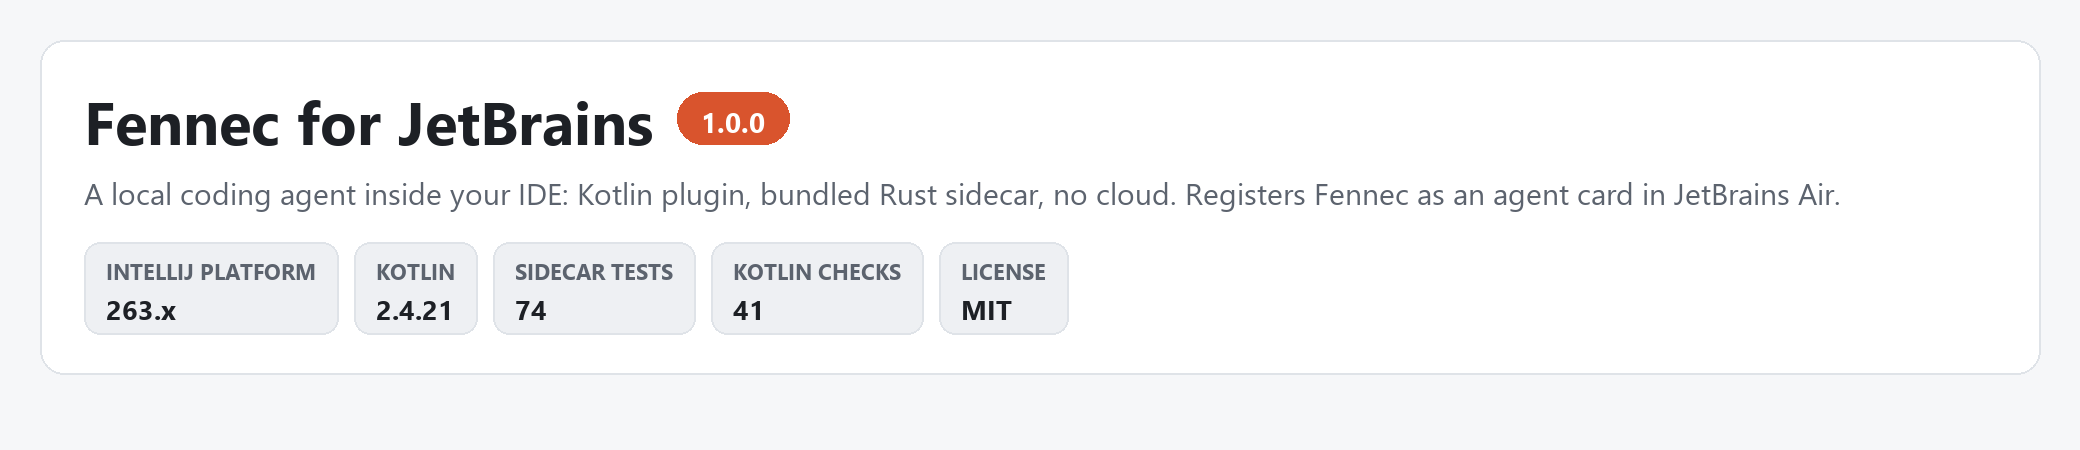 Fennec for JetBrains 1.0.0
A local coding agent inside your IDE: Kotlin plugin, bundled Rust sidecar, no cloud. Registers Fennec as an agent card in JetBrains Air.
INTELLIJ PLATFORM KOTLIN SIDECAR TESTS KOTLIN CHECKS LICENSE
263.x 2.4.21 74 41 MIT